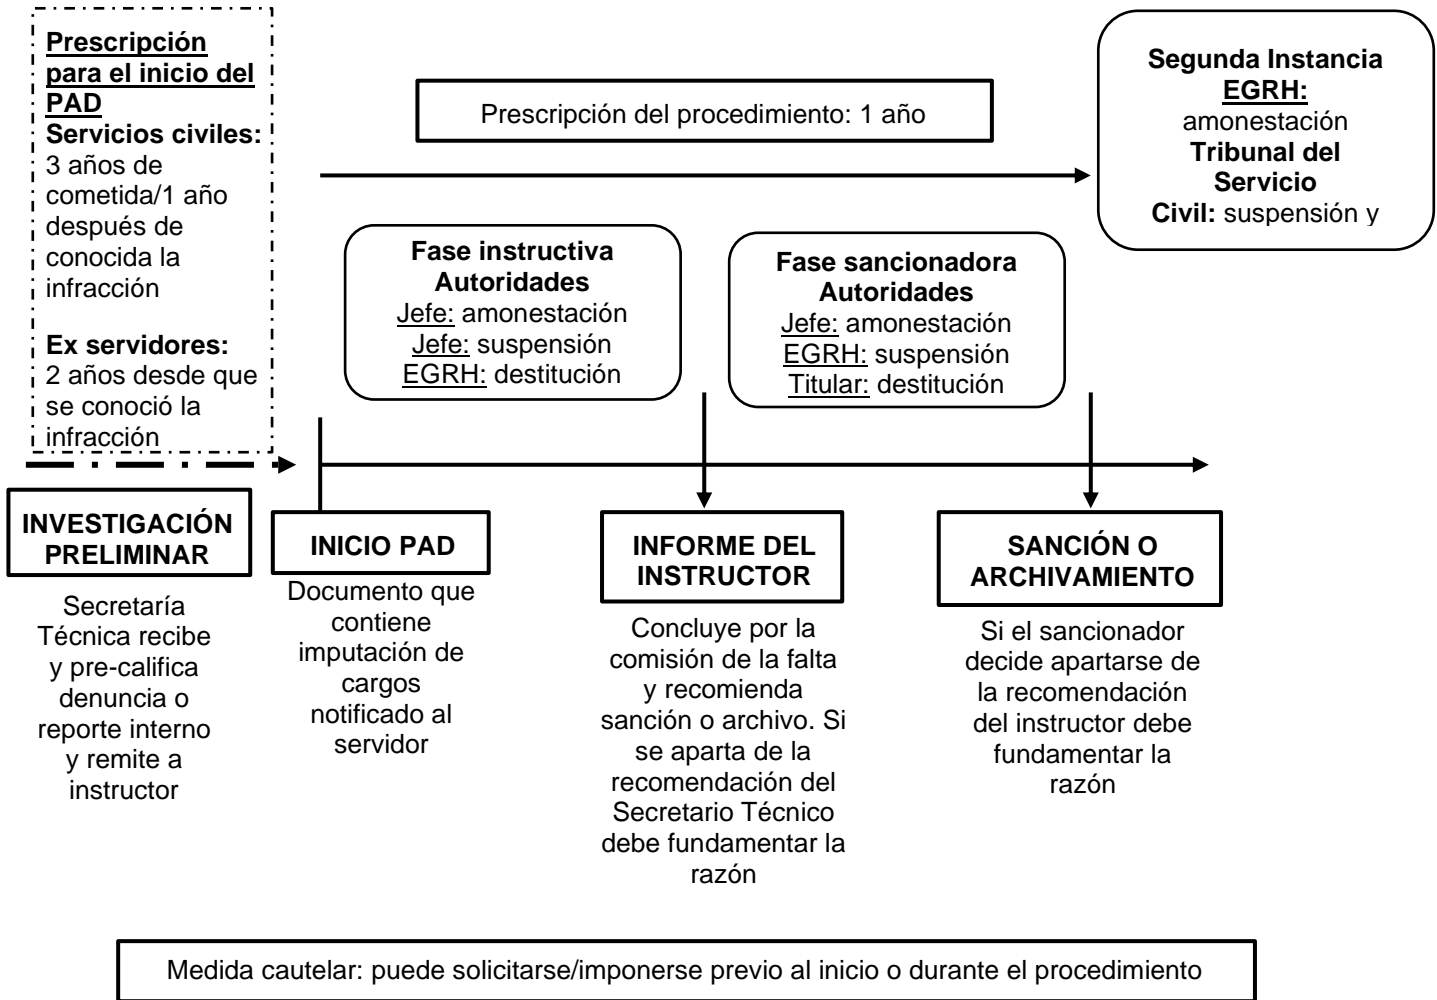 Prescripción
para el inicio del
PAD
Servicios civiles:
3 años de
cometida/1 año
después de
conocida la
infracción
Ex servidores:
2 años desde que
se conoció la
infracción
Prescripción del procedimiento: 1 año
Segunda Instancia
EGRH:
amonestación
Tribunal del
Servicio
Civil: suspensión y
Fase instructiva
Autoridades
Jefe: amonestación
Jefe: suspensión
EGRH: destitución
Fase sancionadora
Autoridades
Jefe: amonestación
EGRH: suspensión
Titular: destitución
INVESTIGACIÓN
PRELIMINAR
Secretaría
Técnica recibe
y pre-califica
denuncia o
reporte interno
y remite a
instructor
INICIO PAD
Documento que
contiene
imputación de
cargos
notificado al
servidor
INFORME DEL
INSTRUCTOR
Concluye por la
comisión de la falta
y recomienda
sanción o archivo. Si
se aparta de la
recomendación del
Secretario Técnico
debe fundamentar la
razón
SANCIÓN O
ARCHIVAMIENTO
Si el sancionador
decide apartarse de
la recomendación
del instructor debe
fundamentar la
razón
Medida cautelar: puede solicitarse/imponerse previo al inicio o durante el procedimiento